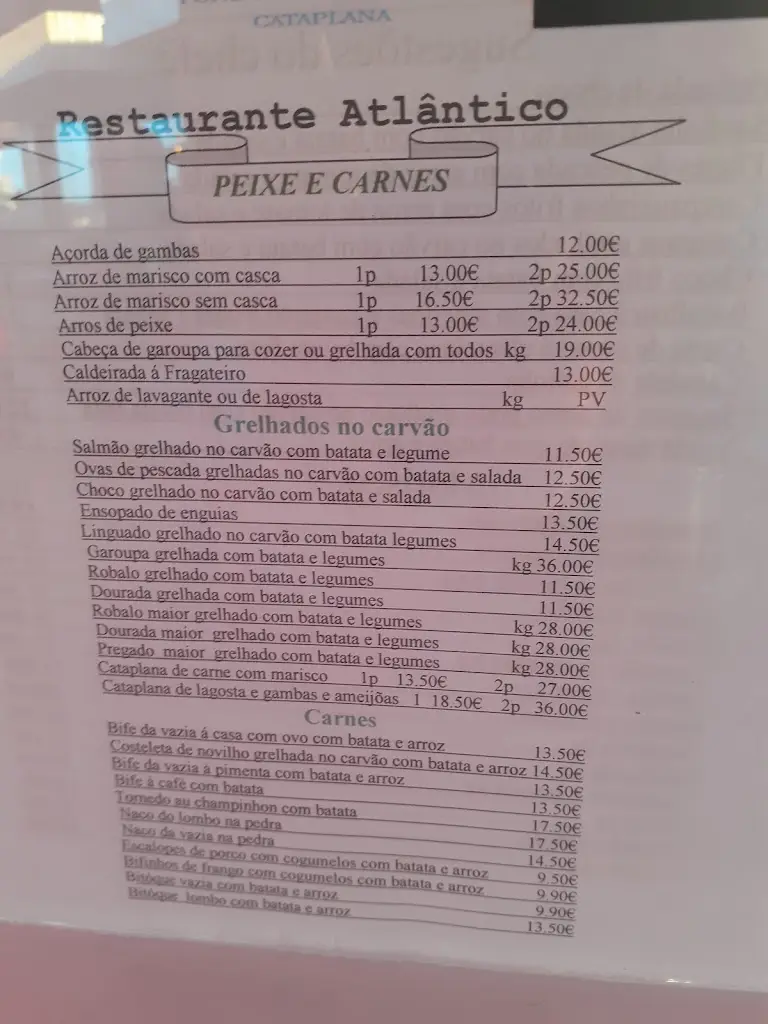 CATAPLANA
Sugestões do chefe
Restaurante Atlântico
PEIXE E CARNES
Açorda de gambas 12.00€
Arroz de marisco com casca 1p 13.00€ 2p 25.00€
Arroz de marisco sem casca 1p 16.50€ 2p 32.50€
Arros de peixe 1p 13.00€ 2p 24.00€
Cabeça de garoupa para cozer ou grelhada com todos kg 19.00€
Caldeirada á Fragateiro 13.00€
Arroz de lavagante ou de lagosta kg PV
Grelhados no carvão
Salmão grelhado no carvão com batata e legume 11.50€
Ovas de pescada grelhadas no carvão com batata e salada 12.50€
Choco grelhado no carvão com batata e salada 12.50€
Ensopado de enguias 13.50€
Linguado grelhado no carvão com batata legumes 14.50€
Garoupa grelhada com batata e legumes kg 36.00€
Robalo grelhado com batata e legumes 11.50€
Dourada grelhada com batata e legumes 11.50€
Robalo maior grelhado com batata e legumes kg 28.00€
Dourada maior grelhado com batata e legumes kg 28.00€
Pregado maior grelhado com batata e legumes kg 28.00€
Cataplana de carne com marisco 1p 13.50€ 2p 27.00€
Cataplana de lagosta e gambas e ameijõas 1 18.50€ 2p 36.00€
Carnes
Bife da vazia á casa com ovo com batata e arroz 13.50€
Costeleta de novilho grelhada no carvão com batata e arroz 14.50€
Bife da vazia à pimenta com batata e arroz 13.50€
Bife à café com batata 13.50€
Tornedo au champinhon com batata 17.50€
Naco do lombo na pedra 17.50€
Naco da vazia na pedra 14.50€
Escalopes de porco com cogumelos com batata e arroz 9.50€
Bifinhos de frango com cogumelos com batata e arroz 9.90€
Bitoque vazia com batata e arroz 9.90€
Bitoque lombo com batata e arroz 13.50€